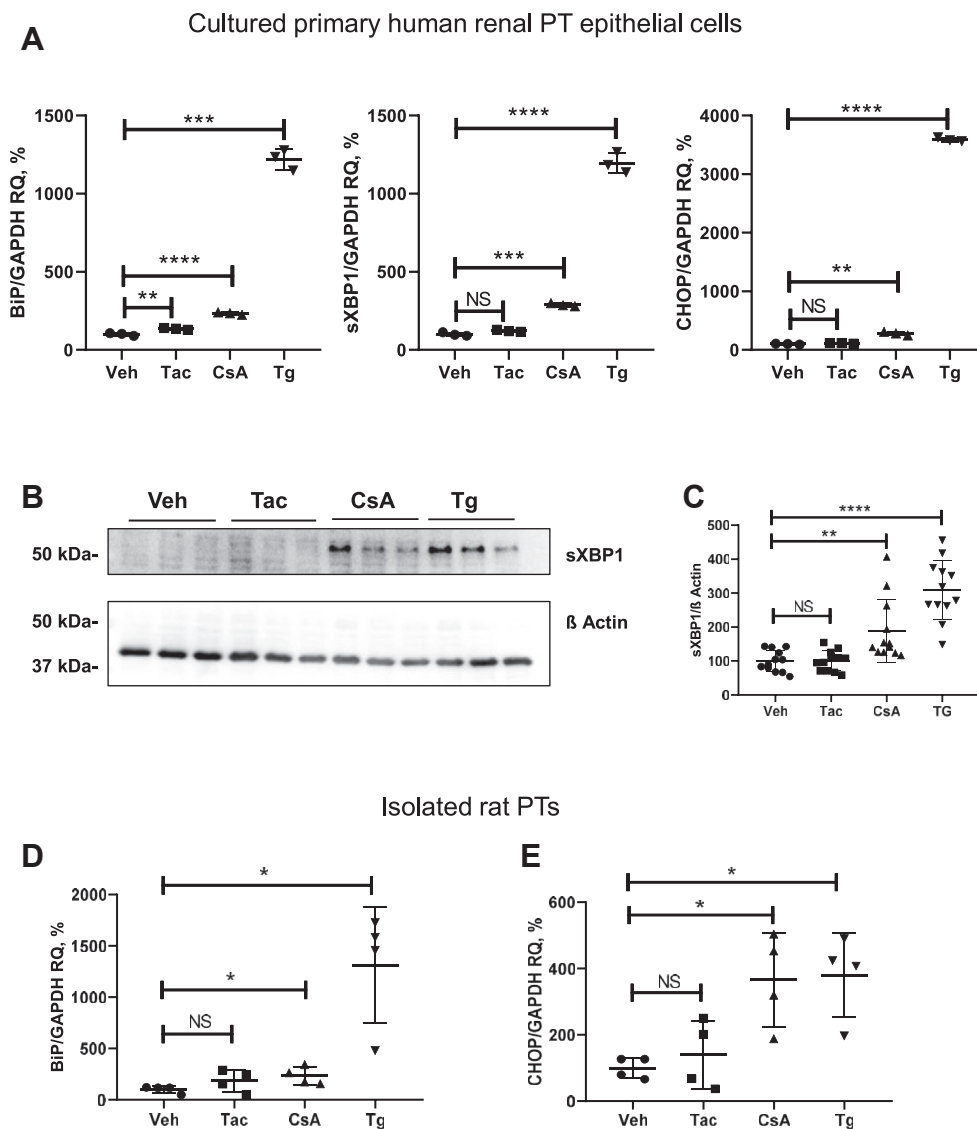 Cultured primary human renal PT epithelial cells
A
BiP/GAPDH RQ, %
1500
1000
500
0
***
****
**
Veh Tac CsA Tg
sXBP1/GAPDH RQ, %
1500
1000
500
0
****
***
NS
Veh Tac CsA Tg
CHOP/GAPDH RQ, %
4000
3000
2000
1000
0
****
**
NS
Veh Tac CsA Tg
B
Veh Tac CsA Tg
50 kDa-
sXBP1
50 kDa-
ß Actin
37 kDa-
C
sXBP1/ß Actin
500
400
300
200
100
0
****
**
NS
Veh Tac CsA TG
Isolated rat PTs
D
BiP/GAPDH RQ, %
2000
1500
1000
500
0
*
*
NS
Veh Tac CsA Tg
E
CHOP/GAPDH RQ, %
600
400
200
0
*
*
NS
Veh Tac CsA Tg